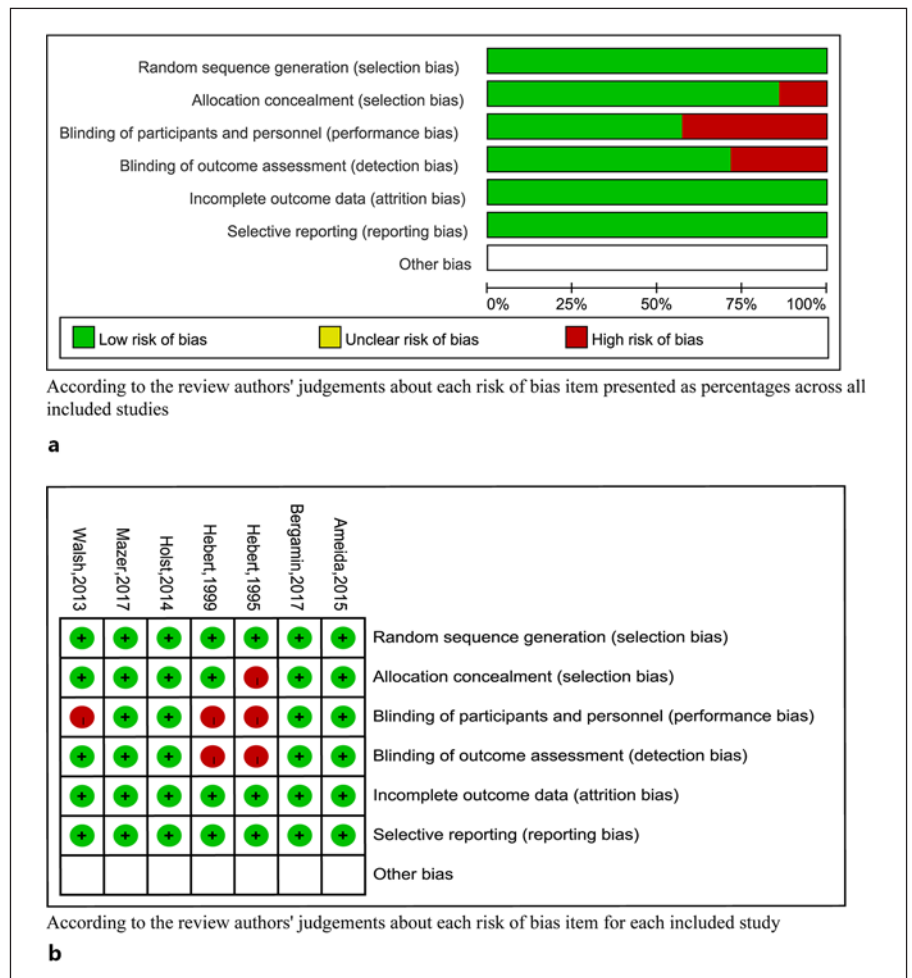 Random sequence generation (selection bias)
Allocation concealment (selection bias)
Blinding of participants and personnel (performance bias)
Blinding of outcome assessment (detection bias)
Incomplete outcome data (attrition bias)
Selective reporting (reporting bias)
Other bias
0% 25% 50% 75% 100%
Low risk of bias Unclear risk of bias High risk of bias
According to the review authors' judgements about each risk of bias item presented as percentages across all
included studies
a
Walsh,2013
Mazer,2017
Holst,2014
Hebert,1999
Hebert,1995
Bergamin,2017
Ameida,2015
+ + + + + + + Random sequence generation (selection bias)
+ + + + - + + Allocation concealment (selection bias)
- + + - - + + Blinding of participants and personnel (performance bias)
+ + + - - + + Blinding of outcome assessment (detection bias)
+ + + + + + + Incomplete outcome data (attrition bias)
+ + + + + + + Selective reporting (reporting bias)
Other bias
According to the review authors' judgements about each risk of bias item for each included study
b